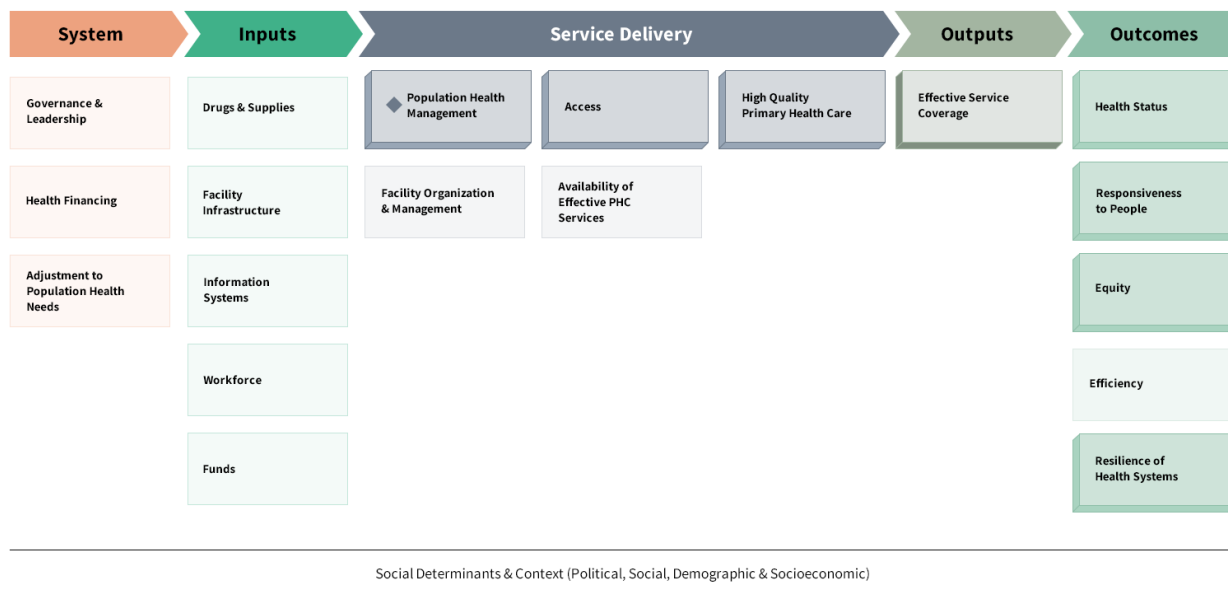 System
Inputs
Service Delivery
Outputs
Outcomes
Governance &
Leadership
Health Financing
Adjustment to
Population Health
Needs
Drugs & Supplies
Facility
Infrastructure
Information
Systems
Workforce
Funds
Population Health
Management
Facility Organization
& Management
Access
Availability of
Effective PHC
Services
High Quality
Primary Health Care
Effective Service
Coverage
Health Status
Responsiveness
to People
Equity
Efficiency
Resilience of
Health Systems
Social Determinants & Context (Political, Social, Demographic & Socioeconomic)